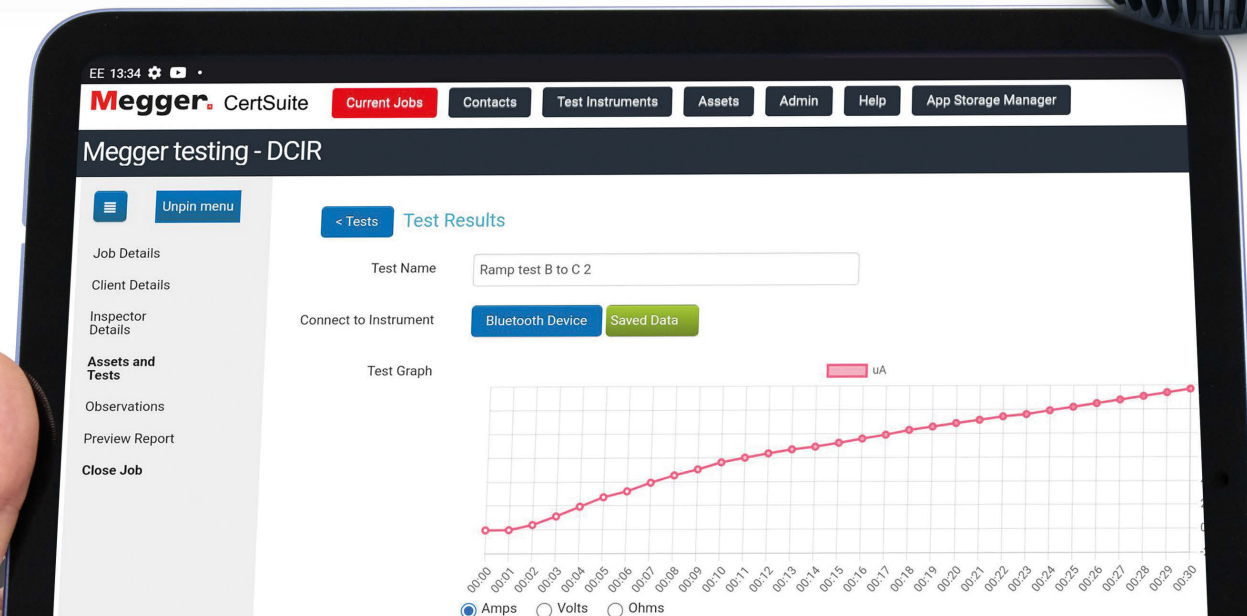 EE 13:34
Megger. CertSuite Current Jobs Contacts Test Instruments Assets Admin Help App Storage Manager
Megger testing - DCIR
Unpin menu
< Tests Test Results
Job Details
Test Name Ramp test B to C 2
Client Details
Inspector
Details
Connect to Instrument Bluetooth Device Saved Data
Assets and
Tests
Test Graph uA
Observations
Preview Report
Close Job
00:00 00:01 00:02 00:03 00:04 00:05 00:06 00:07 00:08 00:09 00:10 00:11 00:12 00:13 00:14 00:15 00:16 00:17 00:18 00:19 00:20 00:21 00:22 00:23 00:24 00:25 00:26 00:27 00:28 00:29 00:30
Amps Volts Ohms